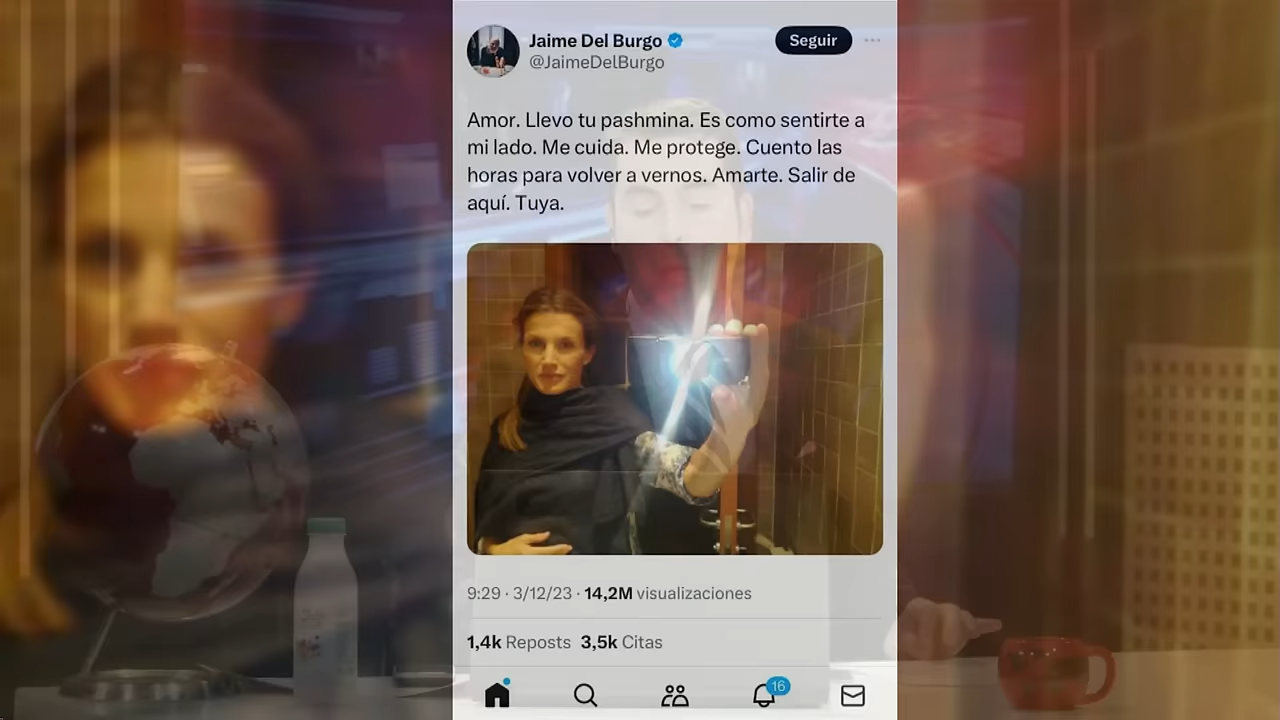 Jaime Del Burgo
Seguir
@JaimeDelBurgo
Amor. Llevo tu pashmina. Es como sentirte a
mi lado. Me cuida. Me protege. Cuento las
horas para volver a vernos. Amarte. Salir de
aquí. Tuya.
9:29 · 3/12/23 · 14,2M visualizaciones
1,4k Reposts 3,5k Citas
16